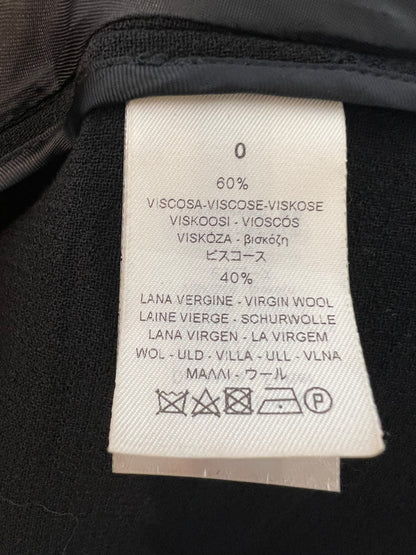 0
60%
VISCOSA-VISCOSE-VISKOSE
VISKOOSI - VIOSCÓS
VISKÓZA - βισκόζη
ビスコース
40%
LANA VERGINE - VIRGIN WOOL
LAINE VIERGE - SCHURWOLLE
LANA VIRGEN - LA VIRGEM
WOL - ULD - VILLA - ULL - VLNA
ΜΑΛΛΙ - ウール
P